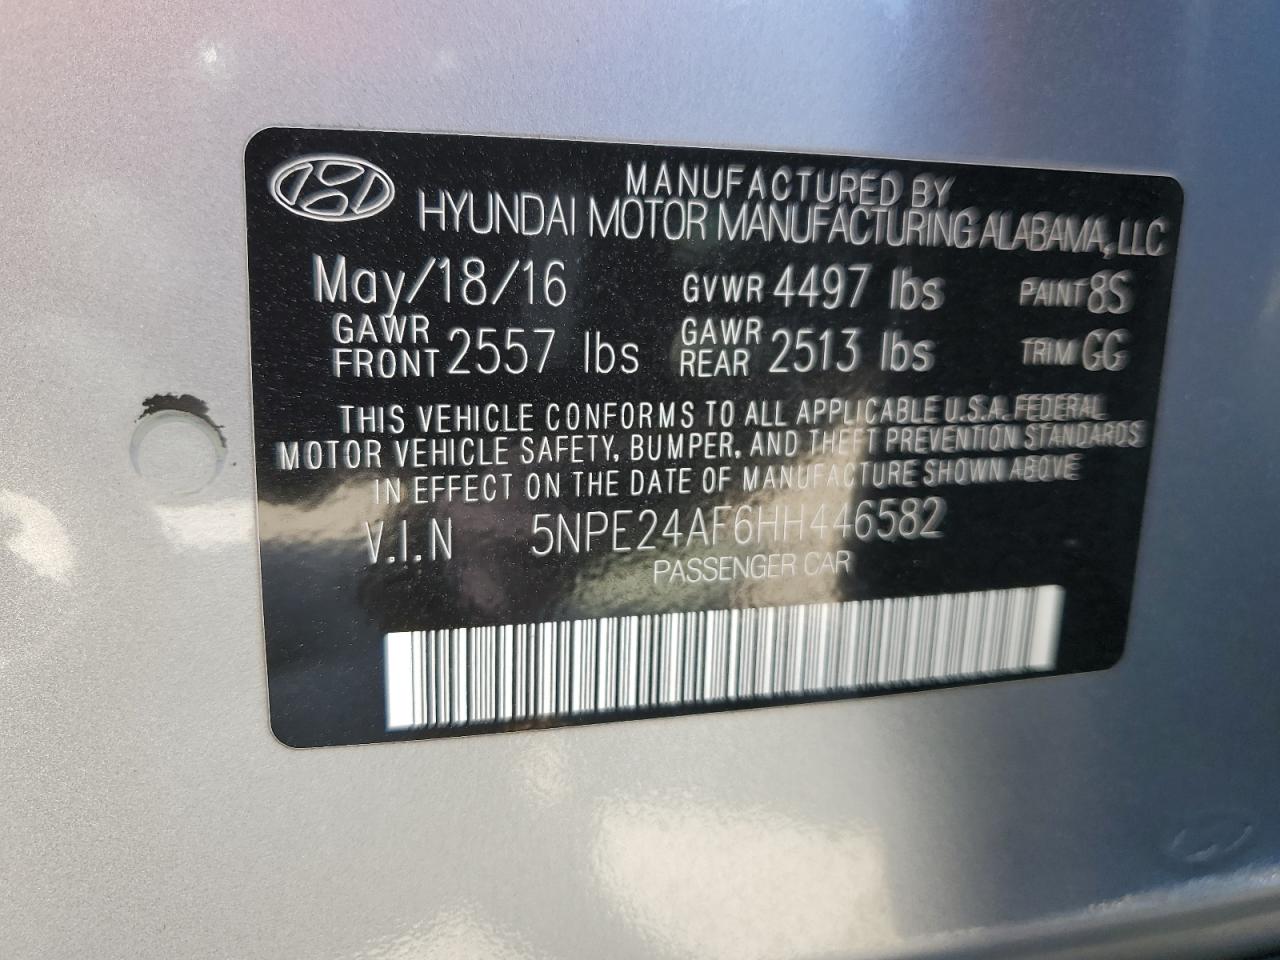 MANUFACTURED BY
HYUNDAI MOTOR MANUFACTURING ALABAMA, LLC
May/18/16 GVWR 4497 lbs PAINT 8S
GAWR FRONT 2557 lbs GAWR REAR 2513 lbs TRIM GG
THIS VEHICLE CONFORMS TO ALL APPLICABLE U.S.A. FEDERAL
MOTOR VEHICLE SAFETY, BUMPER, AND THEFT PREVENTION STANDARDS
IN EFFECT ON THE DATE OF MANUFACTURE SHOWN ABOVE
V.I.N 5NPE24AF6HH446582
PASSENGER CAR